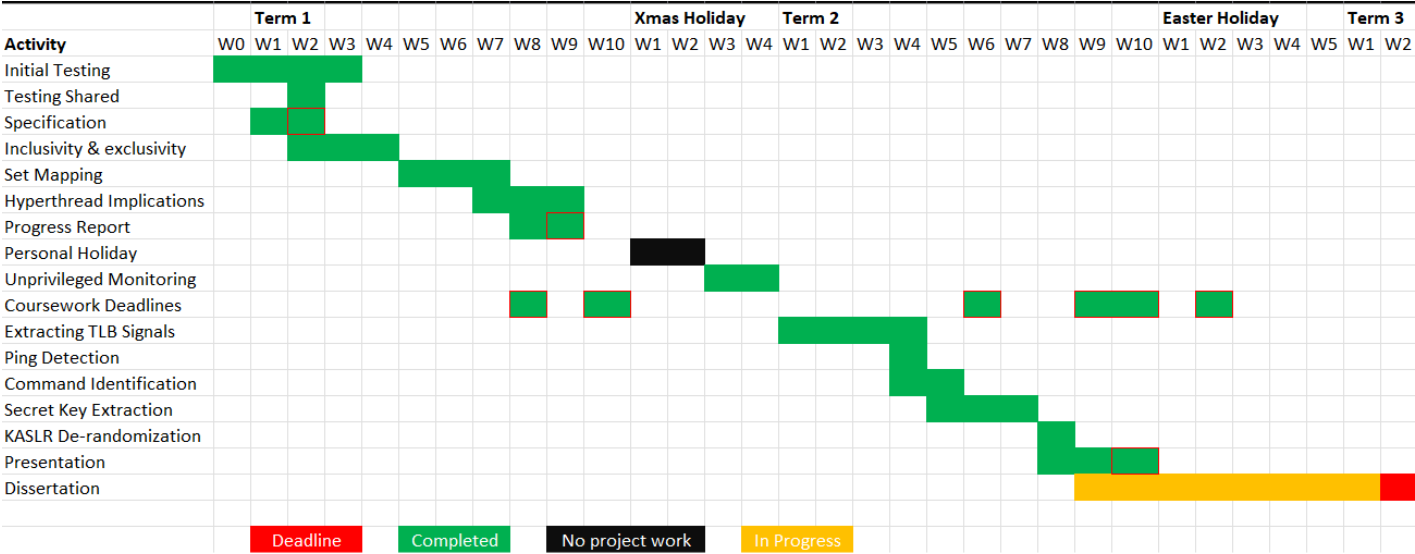 Term 1 Xmas Holiday Term 2 Easter Holiday Term 3
Activity W0 W1 W2 W3 W4 W5 W6 W7 W8 W9 W10 W1 W2 W3 W4 W1 W2 W3 W4 W5 W6 W7 W8 W9 W10 W1 W2 W3 W4 W5 W1 W2
Initial Testing
Testing Shared
Specification
Inclusivity & exclusivity
Set Mapping
Hyperthread Implications
Progress Report
Personal Holiday
Unprivileged Monitoring
Coursework Deadlines
Extracting TLB Signals
Ping Detection
Command Identification
Secret Key Extraction
KASLR De-randomization
Presentation
Dissertation
Deadline Completed No project work In Progress